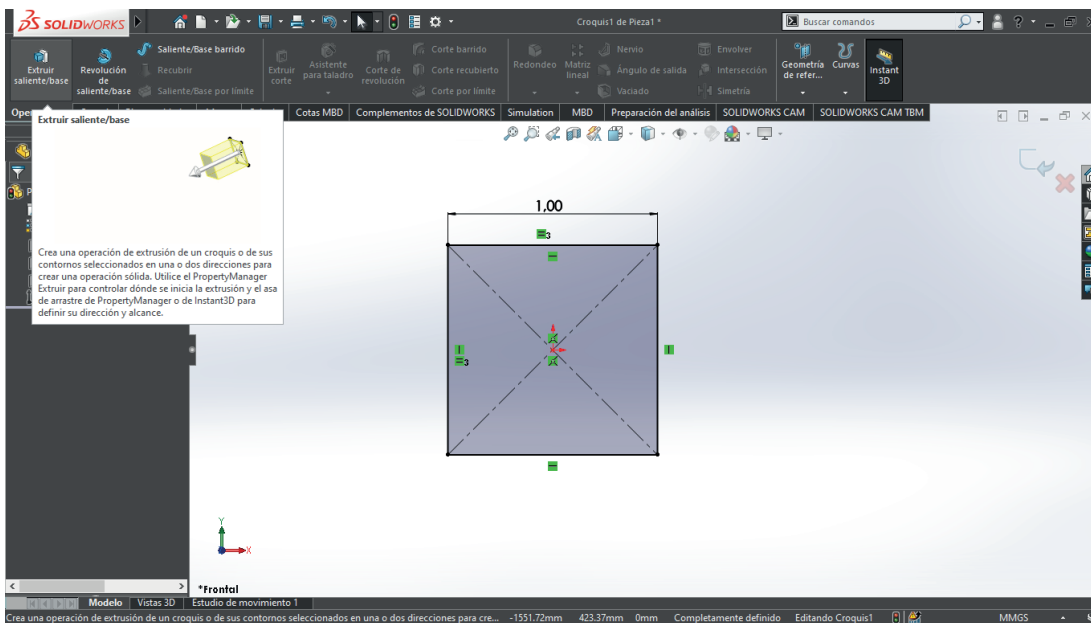 SOLIDWORKS
Croquis1 de Pieza1 *
Buscar comandos
Extruir saliente/base
Revolución de saliente/base
Saliente/Base barrido
Recubrir
Saliente/Base por límite
Extruir corte
Asistente para taladro
Corte de revolución
Corte barrido
Corte recubierto
Corte por límite
Redondeo
Matriz lineal
Nervio
Ángulo de salida
Vaciado
Envolver
Intersección
Simetría
Geometría de refer...
Curvas
Instant 3D
Cotas MBD
Complementos de SOLIDWORKS
Simulation
MBD
Preparación del análisis
SOLIDWORKS CAM
SOLIDWORKS CAM TBM
Extruir saliente/base
Crea una operación de extrusión de un croquis o de sus
contornos seleccionados en una o dos direcciones para
crear una operación sólida. Utilice el PropertyManager
Extruir para controlar dónde se inicia la extrusión y el asa
de arrastre de PropertyManager o de Instant3D para
definir su dirección y alcance.
1,00
3
3
Y
X
*Frontal
Modelo
Vistas 3D
Estudio de movimiento 1
Crea una operación de extrusión de un croquis o de sus contornos seleccionados en una o dos direcciones para cre...
-1551.72mm
423.37mm
0mm
Completamente definido
Editando Croquis1
MMGS